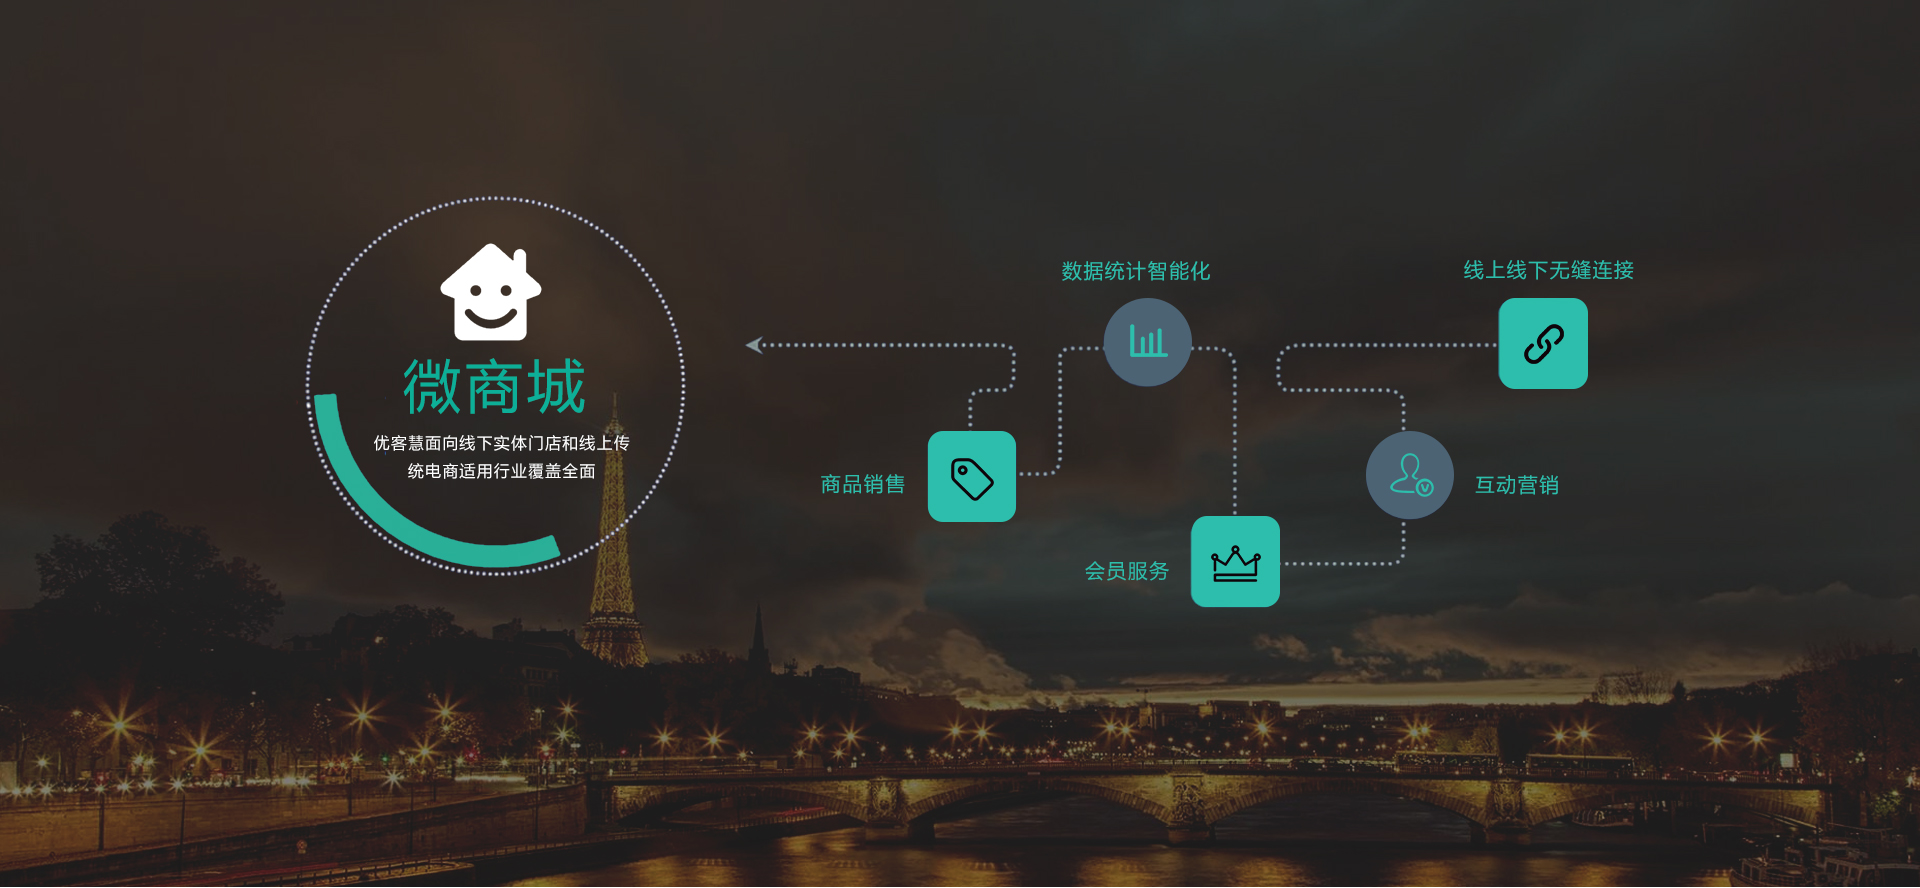 微商城
优客慧面向线下实体门店和线上传
统电商适用行业覆盖全面
数据统计智能化
线上线下无缝连接
商品销售
互动营销
会员服务